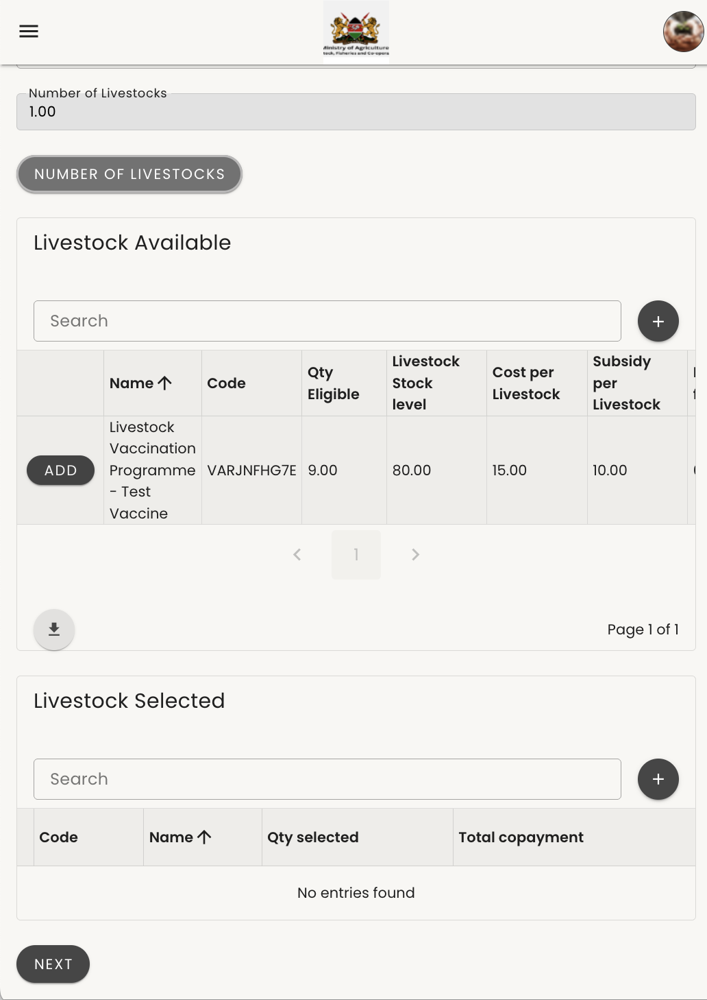 Ministry of Agriculture
Number of Livestocks
1.00
NUMBER OF LIVESTOCKS
Livestock Available
Search
Name
Code
Qty
Eligible
Livestock
Stock
level
Cost per
Livestock
Subsidy
per
Livestock
ADD
Livestock
Vaccination
Programme
- Test
Vaccine
VARJNFHG7E
9.00
80.00
15.00
10.00
1
Page 1 of 1
Livestock Selected
Search
Code
Name
Qty selected
Total copayment
No entries found
NEXT